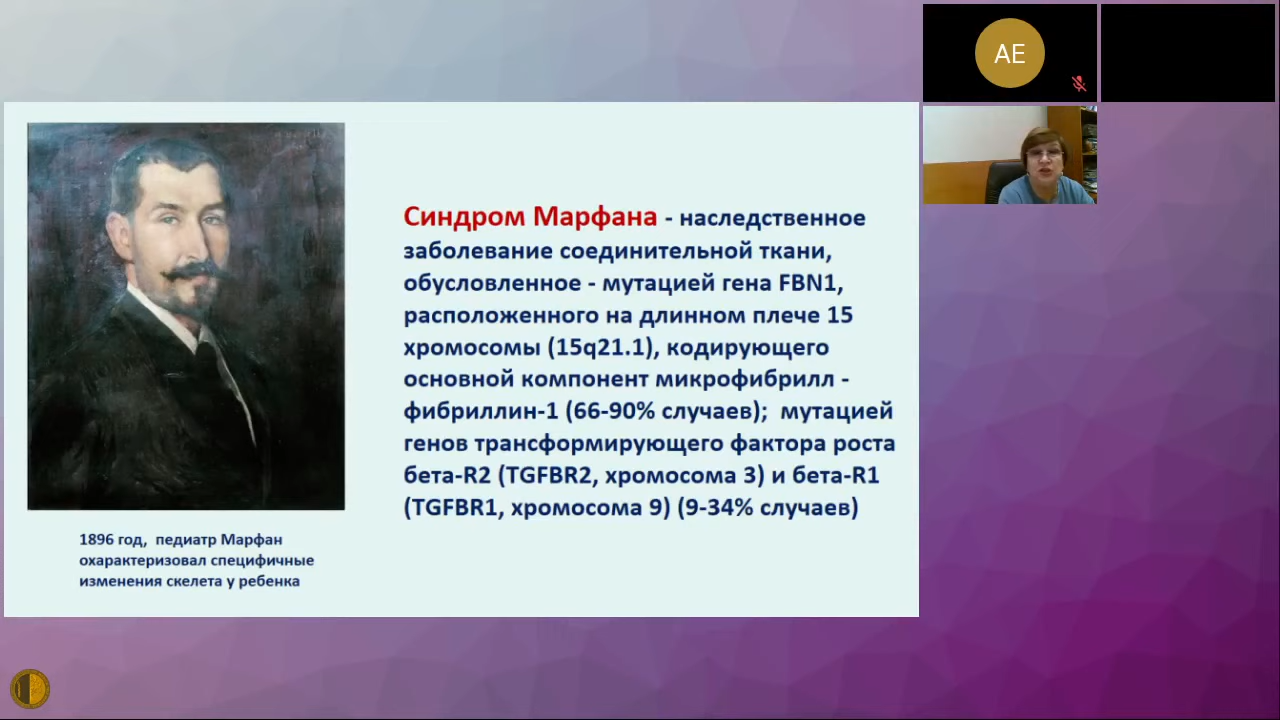 AE
Синдром Марфана - наследственное
заболевание соединительной ткани,
обусловленное - мутацией гена FBN1,
расположенного на длинном плече 15
хромосомы (15q21.1), кодирующего
основной компонент микрофибрилл -
фибриллин-1 (66-90% случаев);  мутацией
генов трансформирующего фактора роста
бета-R2 (TGFBR2, хромосома 3) и бета-R1
(TGFBR1, хромосома 9) (9-34% случаев)
1896 год,  педиатр Марфан
охарактеризовал специфичные
изменения скелета у ребенка